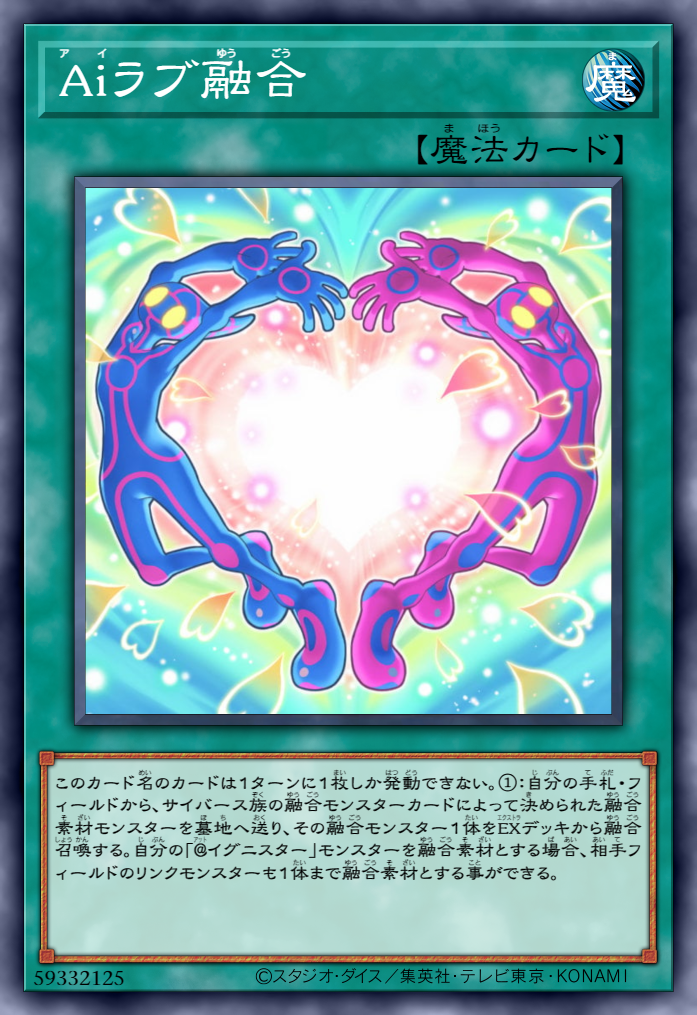 Aiラブ融合
魔
【魔法カード】
このカード名のカードは1ターンに1枚しか発動できない。①:自分の手札・フ
ィールドから、サイバース族の融合モンスターカードによって決められた融合
素材モンスターを墓地へ送り、その融合モンスター1体をEXデッキから融合
召喚する。自分の「@イグニスター」モンスターを融合素材とする場合、相手フ
ィールドのリンクモンスターも1体まで融合素材とする事ができる。
59332125 ©スタジオ・ダイス/集英社・テレビ東京・KONAMI